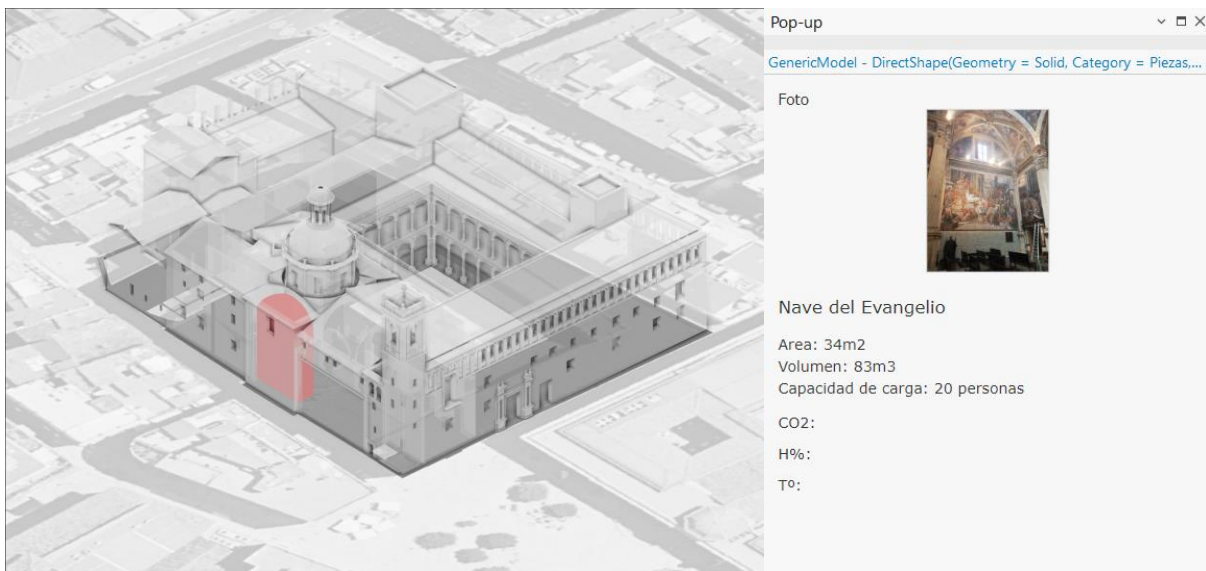 Pop-up
GenericModel - DirectShape(Geometry = Solid, Category = Piezas,...
Foto
Nave del Evangelio
Area: 34m2
Volumen: 83m3
Capacidad de carga: 20 personas
CO2:
H%:
Tº: